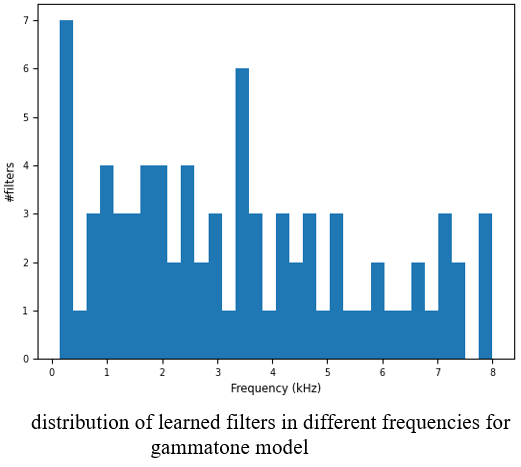 7
6
5
4
3
2
1
0
#filters
0 1 2 3 4 5 6 7 8
Frequency (kHz)
distribution of learned filters in different frequencies for
gammatone model